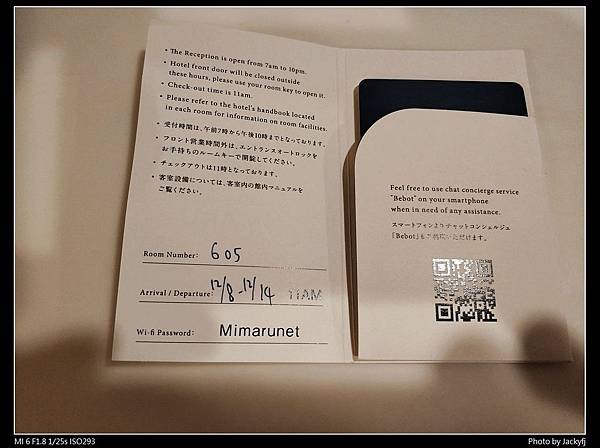 • The Reception is open from 7am to 10pm.
• Hotel front door will be closed outside
these hours, please use your room key to open it.
• Check-out time is 11am.
• Please refer to the hotel's handbook located
in each room for information on room facilities.
• 受付時間は、午前7時から午後10時までとなっております。
• フロント営業時間外は、エントランスオートロックを
お手持ちのルームキーで開錠してください。
• チェックアウトは11時となっております。
• 客室設備については、客室内の館内マニュアルを
ご覧ください。
Room Number: 605
Arrival / Departure: 12/8-12/14 11AM
Wi-fi Password: Mimarunet
Feel free to use chat concierge service
"Bebot" on your smartphone
when in need of any assistance.
スマートフォンよりチャットコンシェルジュ
「Bebot」もご利用いただけます。
MI 6 F1.8 1/25s ISO293
Photo by Jackyfj